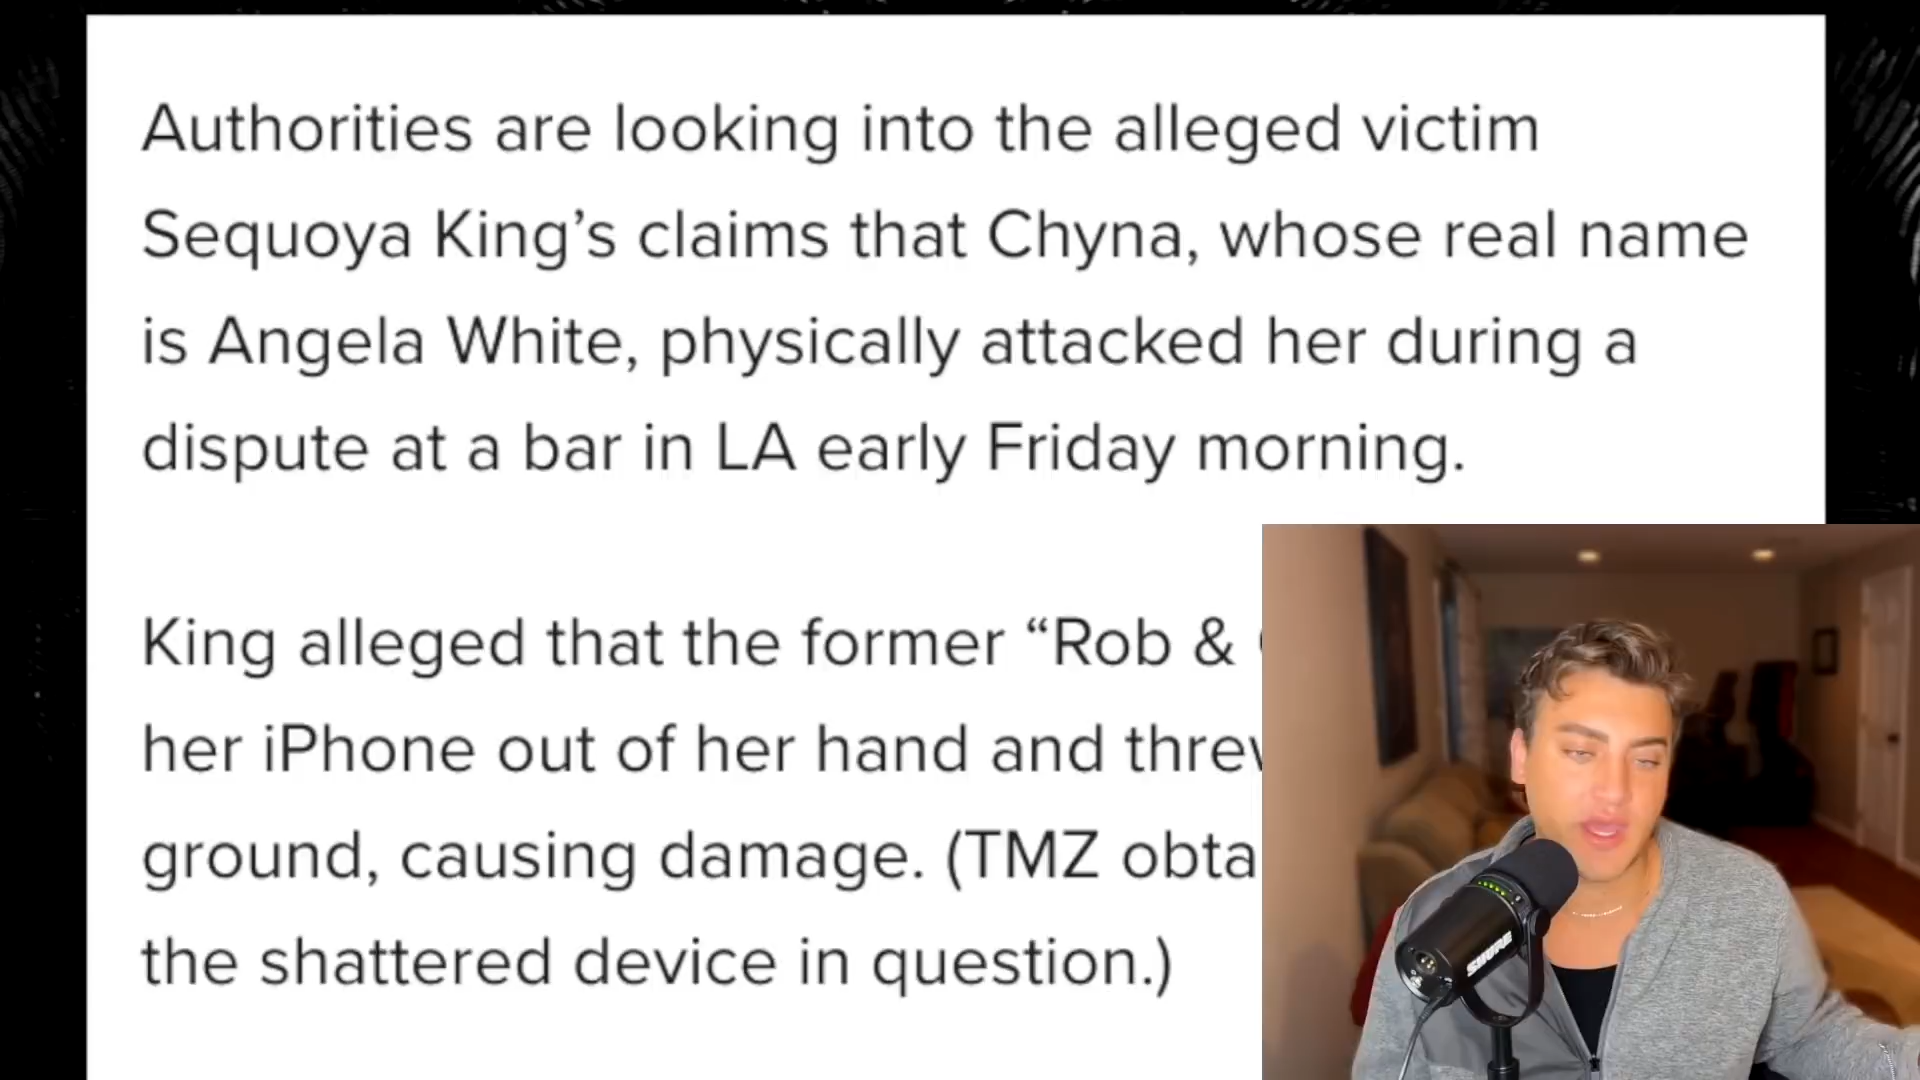 Authorities are looking into the alleged victim
Sequoya King’s claims that Chyna, whose real name
is Angela White, physically attacked her during a
dispute at a bar in LA early Friday morning.
King alleged that the former “Rob &
her iPhone out of her hand and threw
ground, causing damage. (TMZ obta
the shattered device in question.)
SHURE